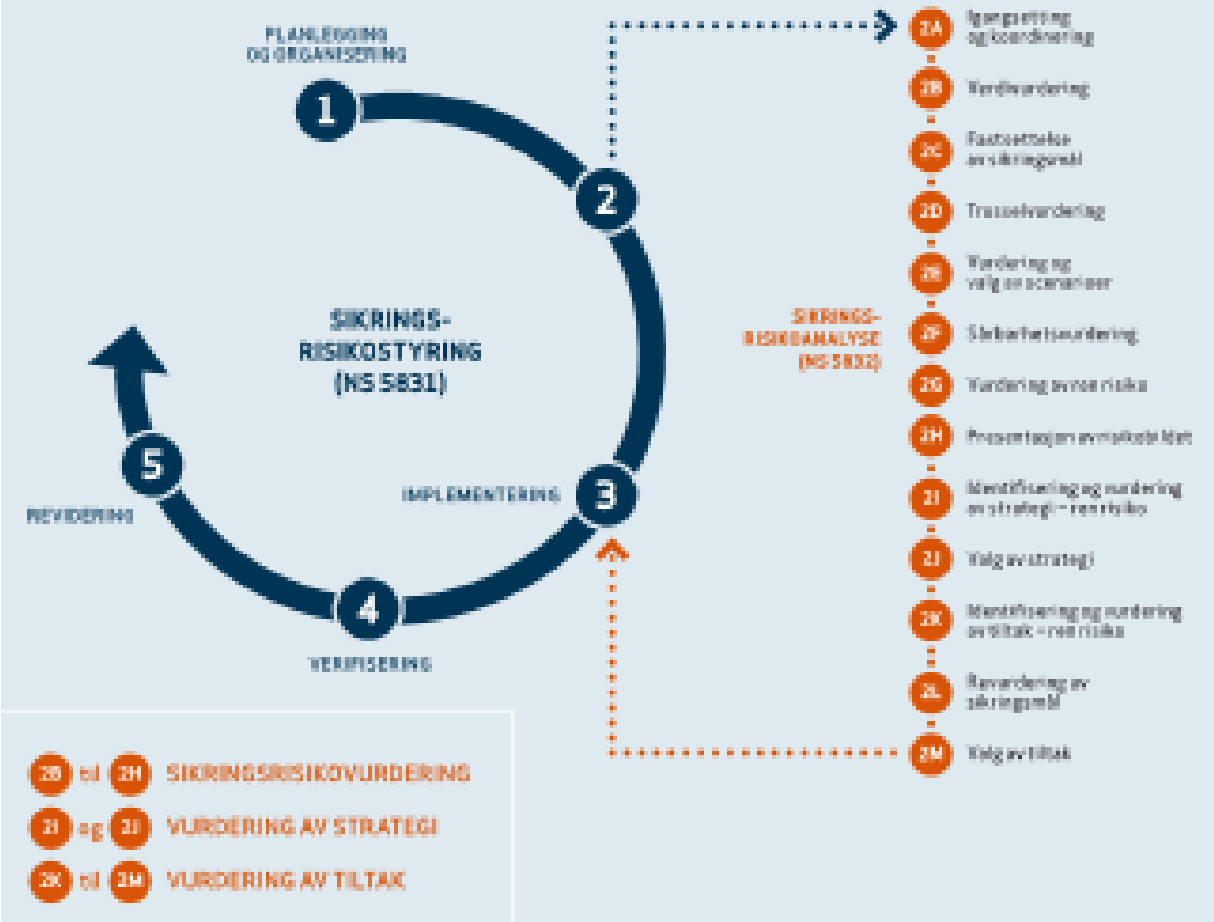 PLANLEGGING
OG ORGANISERING
1
2
SIKRINGS-
RISIKOSTYRING
(NS 5831)
IMPLEMENTERING
3
4
VERIFISERING
5
REVIDERING
SIKRINGS-
RISIKOANALYSE
(NS 5832)
2A Igangsetting
og koordinering
2B Verdivurdering
2C Fastsettelse
av sikringsmål
2D Trusselvurdering
2E Vurdering og
valg av scenarioer
2F Sårbarhetsvurdering
2G Vurdering av ren risiko
2H Presentasjon av risikobildet
2I Identifisering og vurdering
av strategi – ren risiko
2J Valg av strategi
2K Identifisering og vurdering
av tiltak – ren risiko
2L Revurdering av
sikringsmål
2M Valg av tiltak
2B til 2H SIKRINGSRISIKOVURDERING
2I og 2J VURDERING AV STRATEGI
2K til 2M VURDERING AV TILTAK